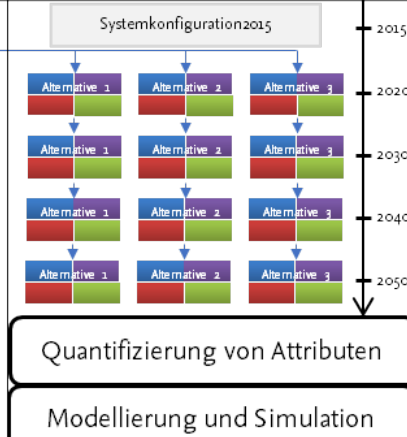 Systemkonfiguration2015
2015
Alternative 1 Alternative 2 Alternative 3
2020
Alternative 1 Alternative 2 Alternative 3
2030
Alternative 1 Alternative 2 Alternative 3
2040
Alternative 1 Alternative 2 Alternative 3
2050
Quantifizierung von Attributen
Modellierung und Simulation